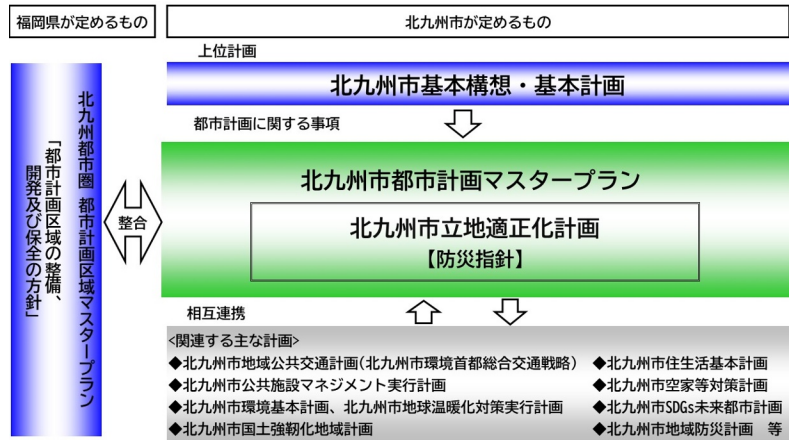 福岡県が定めるもの
北九州市が定めるもの
上位計画
北九州市基本構想・基本計画
都市計画に関する事項
北九州都市圏 都市計画区域マスタープラン
「都市計画区域の整備、
開発及び保全の方針」
整合
北九州市都市計画マスタープラン
北九州市立地適正化計画
【防災指針】
相互連携
<関連する主な計画>
◆北九州市地域公共交通計画(北九州市環境首都総合交通戦略)
◆北九州市公共施設マネジメント実行計画
◆北九州市環境基本計画、北九州市地球温暖化対策実行計画
◆北九州市国土強靭化地域計画
◆北九州市住生活基本計画
◆北九州市空家等対策計画
◆北九州市SDGs未来都市計画
◆北九州市地域防災計画　等